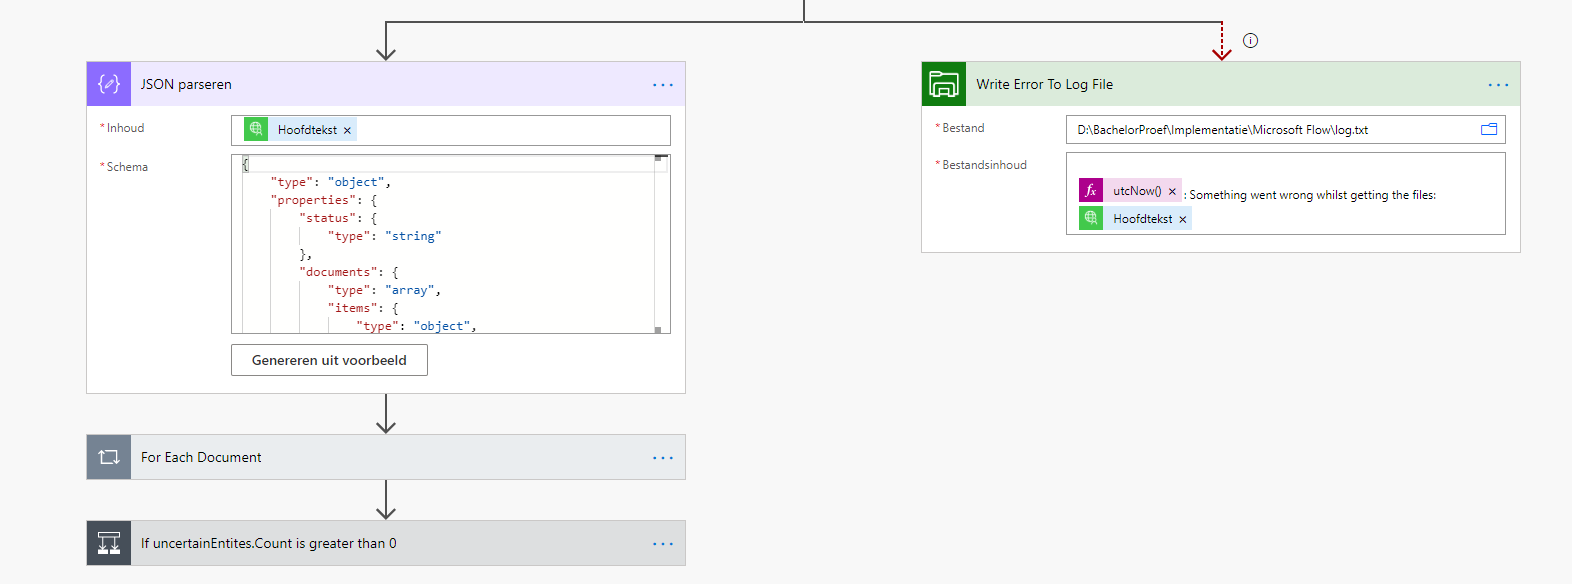 JSON parseren
*Inhoud
Hoofdtekst ×
*Schema
{
"type": "object",
"properties": {
"status": {
"type": "string"
},
"documents": {
"type": "array",
"items": {
"type": "object",
Genereren uit voorbeeld
For Each Document
If uncertainEntites.Count is greater than 0
Write Error To Log File
*Bestand
D:\BachelorProef\Implementatie\Microsoft Flow\log.txt
*Bestandsinhoud
fx utcNow() × : Something went wrong whilst getting the files:
Hoofdtekst ×